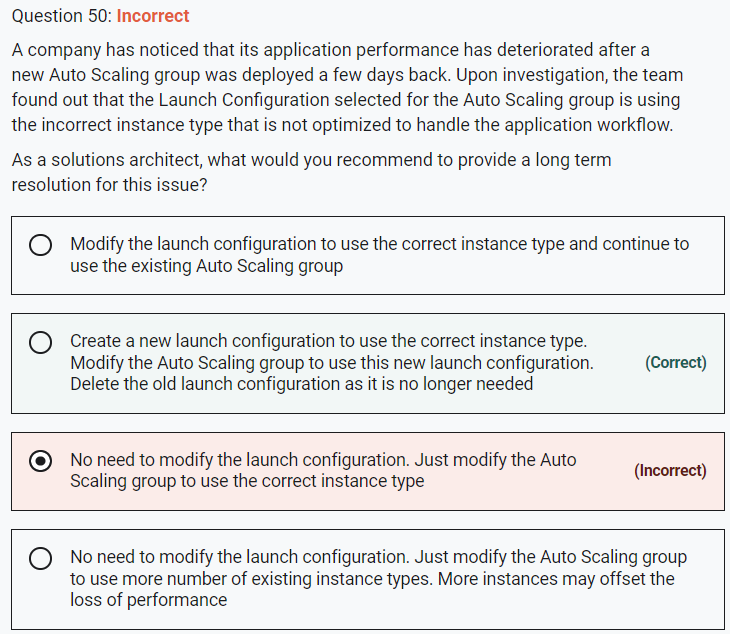 Question 50: Incorrect
A company has noticed that its application performance has deteriorated after a
new Auto Scaling group was deployed a few days back. Upon investigation, the team
found out that the Launch Configuration selected for the Auto Scaling group is using
the incorrect instance type that is not optimized to handle the application workflow.
As a solutions architect, what would you recommend to provide a long term
resolution for this issue?
Modify the launch configuration to use the correct instance type and continue to
use the existing Auto Scaling group
Create a new launch configuration to use the correct instance type.
Modify the Auto Scaling group to use this new launch configuration.
Delete the old launch configuration as it is no longer needed
(Correct)
No need to modify the launch configuration. Just modify the Auto
Scaling group to use the correct instance type
(Incorrect)
No need to modify the launch configuration. Just modify the Auto Scaling group
to use more number of existing instance types. More instances may offset the
loss of performance